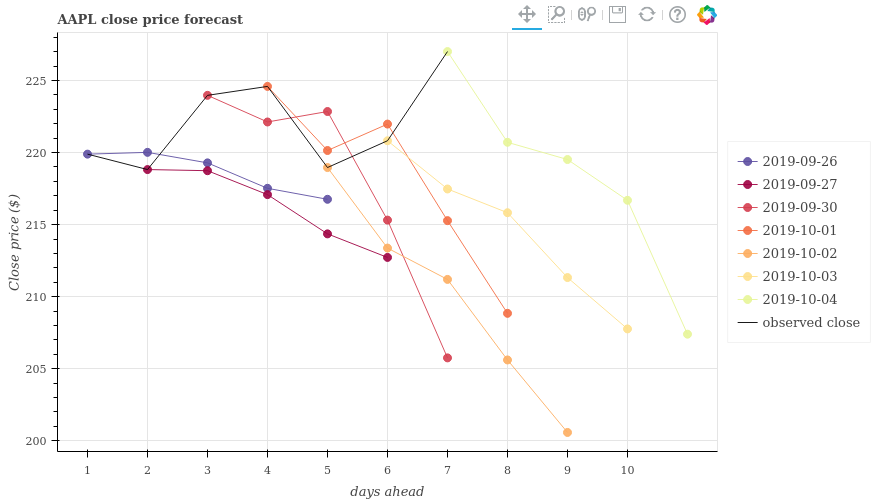 AAPL close price forecast
225
220
215
210
205
200
Close price ($)
1 2 3 4 5 6 7 8 9 10
days ahead
2019-09-26
2019-09-27
2019-09-30
2019-10-01
2019-10-02
2019-10-03
2019-10-04
observed close